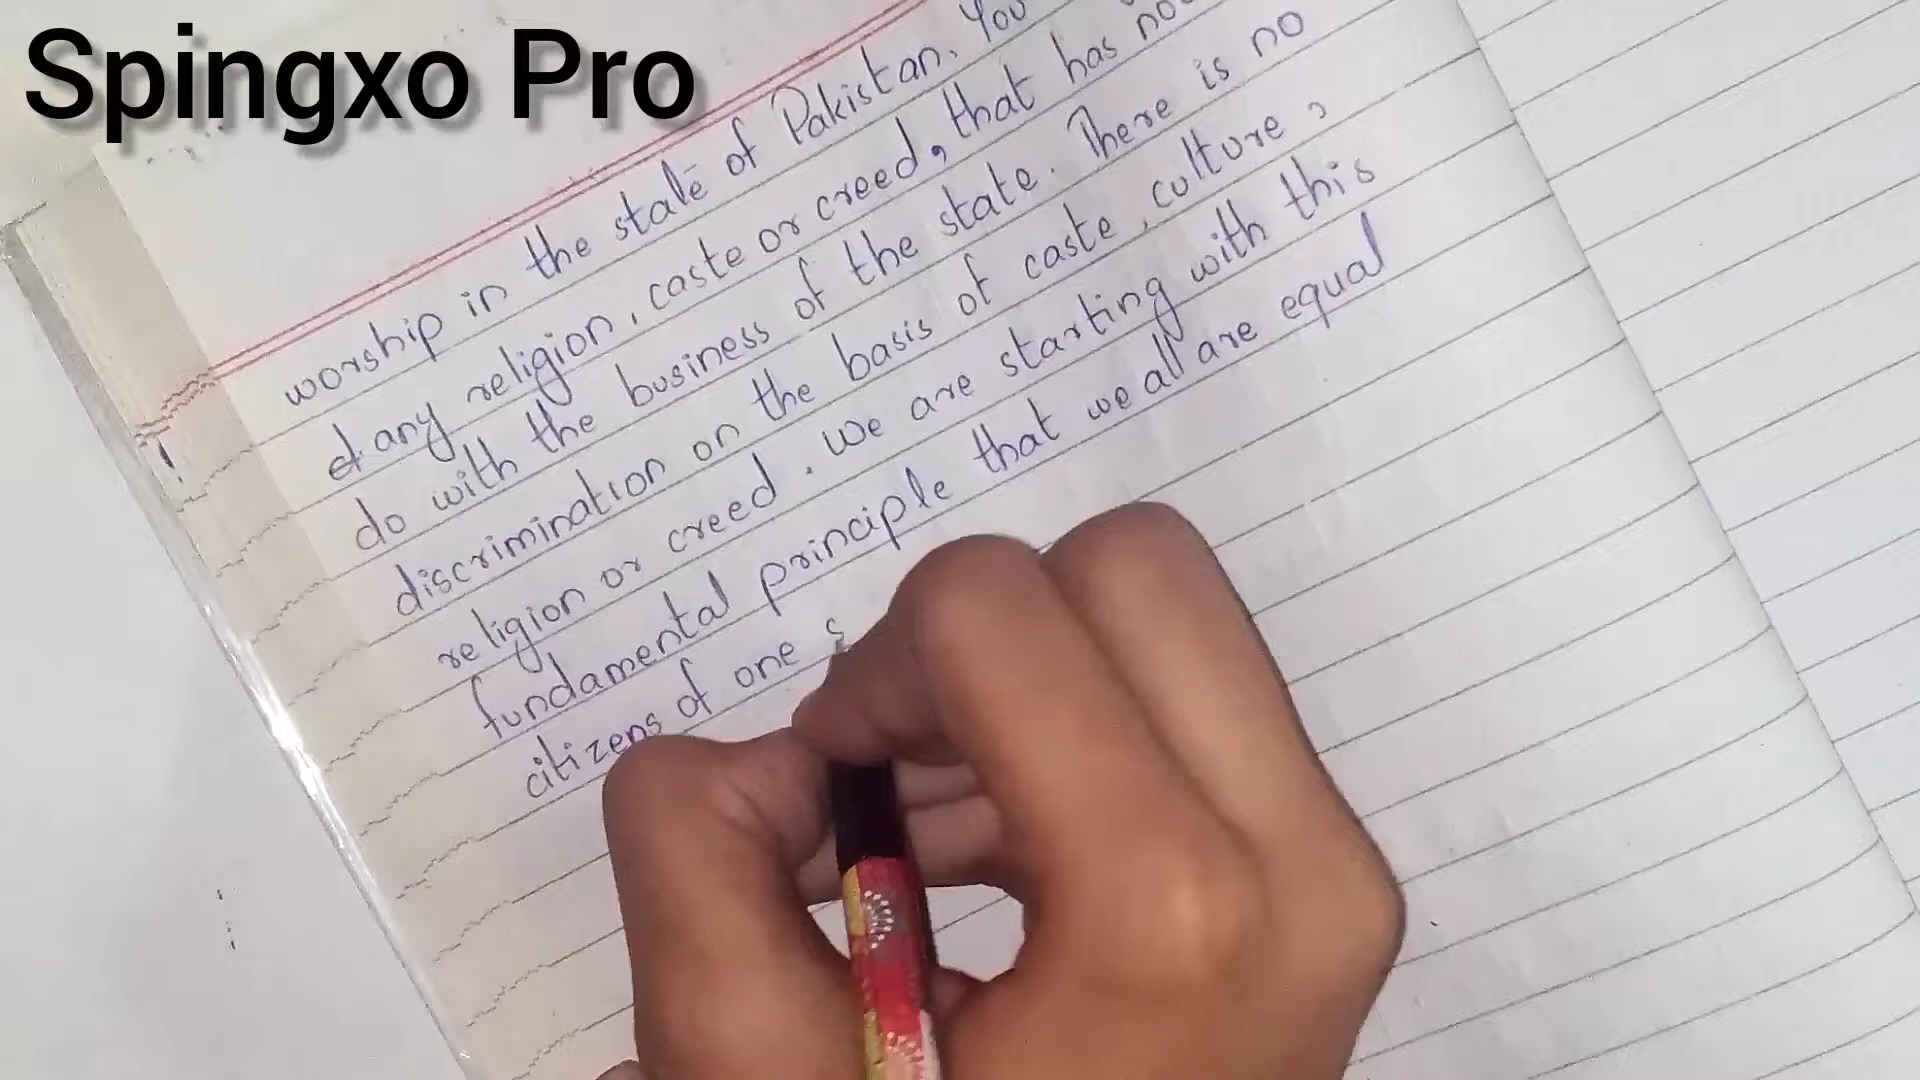 Spingxo Pro
worship in the state of Pakistan. You
of any religion, caste or creed, that has
do with the business of the state. There is no
discrimination on the basis of caste, culture,
religion or creed. We are starting with this
fundamental principle that we all are equal
citizens of one s